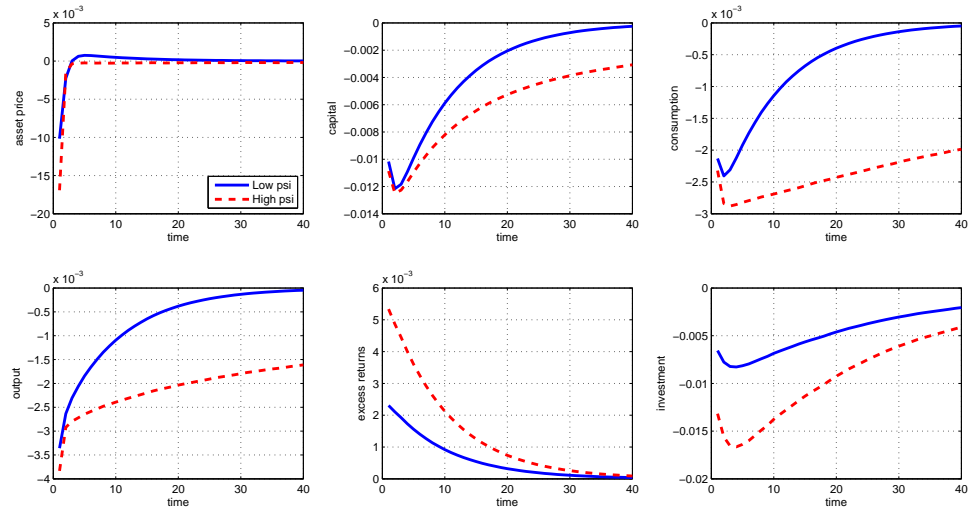 x 10⁻³
5
0
−5
−10
−15
−20
0 10 20 30 40
time
asset price
Low psi
High psi
0
−0.002
−0.004
−0.006
−0.008
−0.01
−0.012
−0.014
0 10 20 30 40
time
capital
x 10⁻³
0
−0.5
−1
−1.5
−2
−2.5
−3
0 10 20 30 40
time
consumption
x 10⁻³
0
−0.5
−1
−1.5
−2
−2.5
−3
−3.5
−4
0 10 20 30 40
time
output
x 10⁻³
6
5
4
3
2
1
0
0 10 20 30 40
time
excess returns
0
−0.005
−0.01
−0.015
−0.02
0 10 20 30 40
time
investment